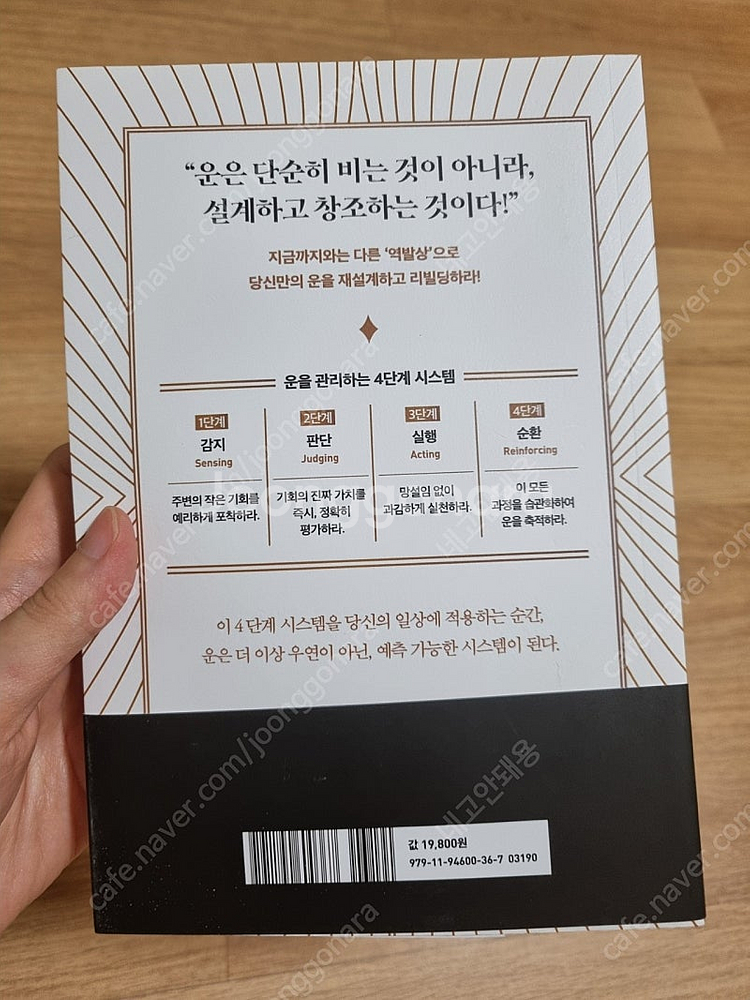 “운은 단순히 비는 것이 아니라,
설계하고 창조하는 것이다!”
지금까지와는 다른 ‘역발상’으로
당신만의 운을 재설계하고 리빌딩하라!
운을 관리하는 4단계 시스템
1단계
감지
Sensing
주변의 작은 기회를
예리하게 포착하라.
2단계
판단
Judging
기회의 진짜 가치를
즉시, 정확히
평가하라.
3단계
실행
Acting
망설임 없이
과감하게 실천하라.
4단계
순환
Reinforcing
이 모든
과정을 습관화하여
운을 축적하라.
이 4단계 시스템을 당신의 일상에 적용하는 순간,
운은 더 이상 우연이 아닌, 예측 가능한 시스템이 된다.
값 19,800원
979-11-94600-36-7 03190
cafe.naver.com/joonggonara